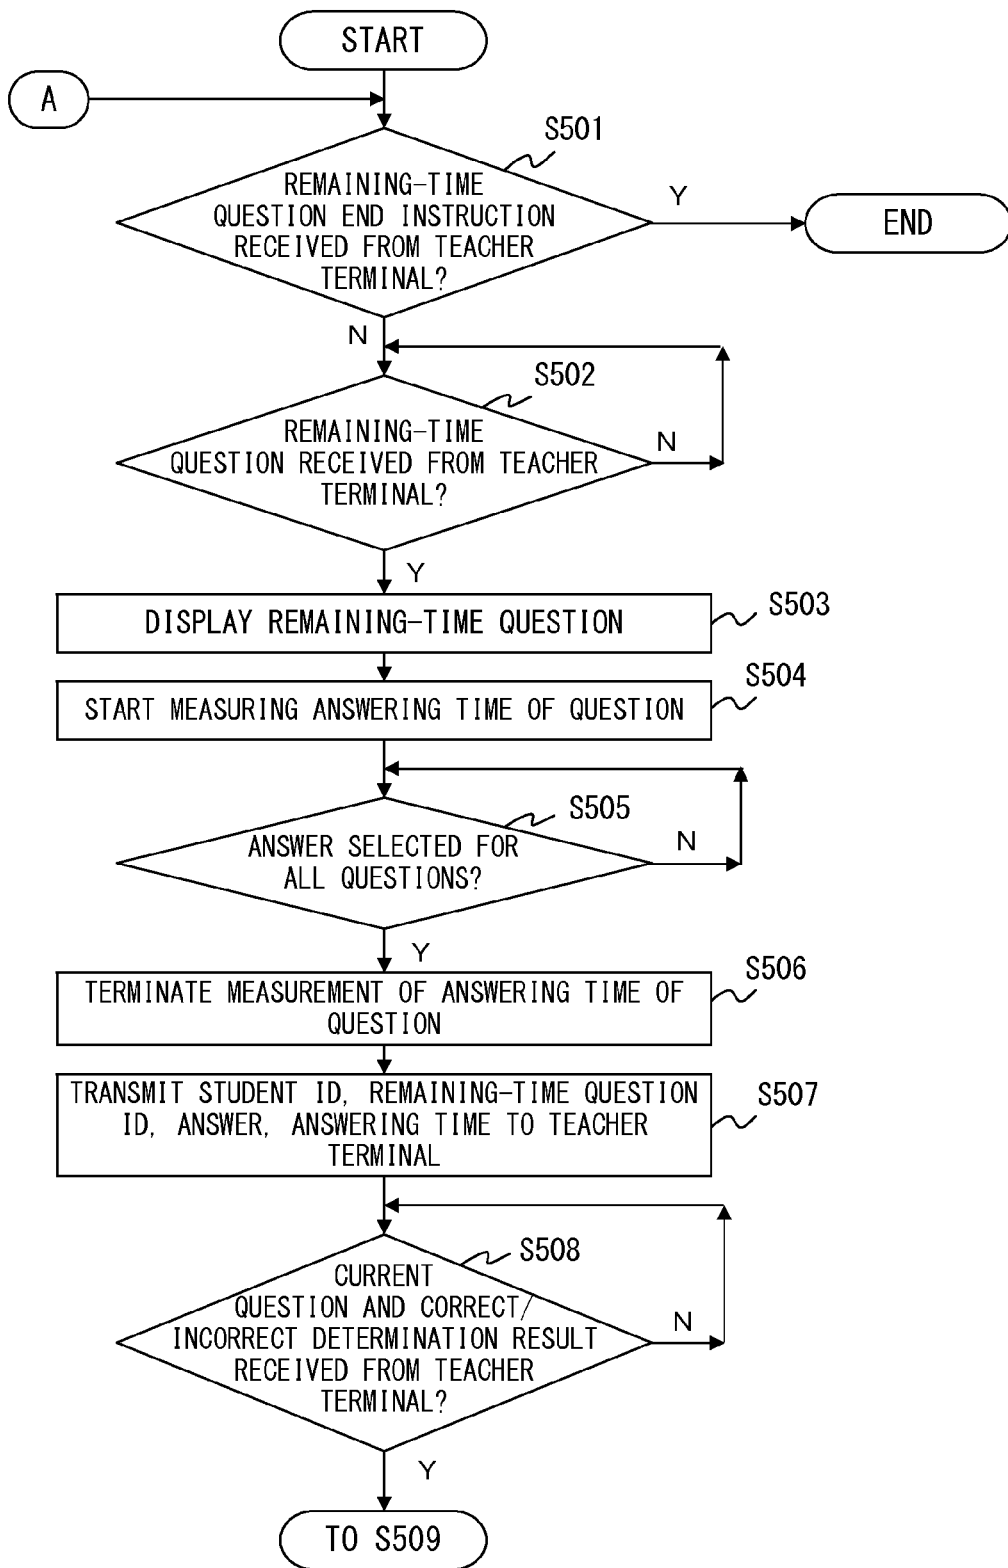 START
A
S501
REMAINING-TIME
QUESTION END INSTRUCTION
RECEIVED FROM TEACHER
TERMINAL?
Y
END
N
S502
REMAINING-TIME
QUESTION RECEIVED FROM TEACHER
TERMINAL?
N
Y
DISPLAY REMAINING-TIME QUESTION
S503
START MEASURING ANSWERING TIME OF QUESTION
S504
S505
ANSWER SELECTED FOR
ALL QUESTIONS?
N
Y
TERMINATE MEASUREMENT OF ANSWERING TIME OF
QUESTION
S506
TRANSMIT STUDENT ID, REMAINING-TIME QUESTION
ID, ANSWER, ANSWERING TIME TO TEACHER
TERMINAL
S507
S508
CURRENT
QUESTION AND CORRECT/
INCORRECT DETERMINATION RESULT
RECEIVED FROM TEACHER
TERMINAL?
N
Y
TO S509